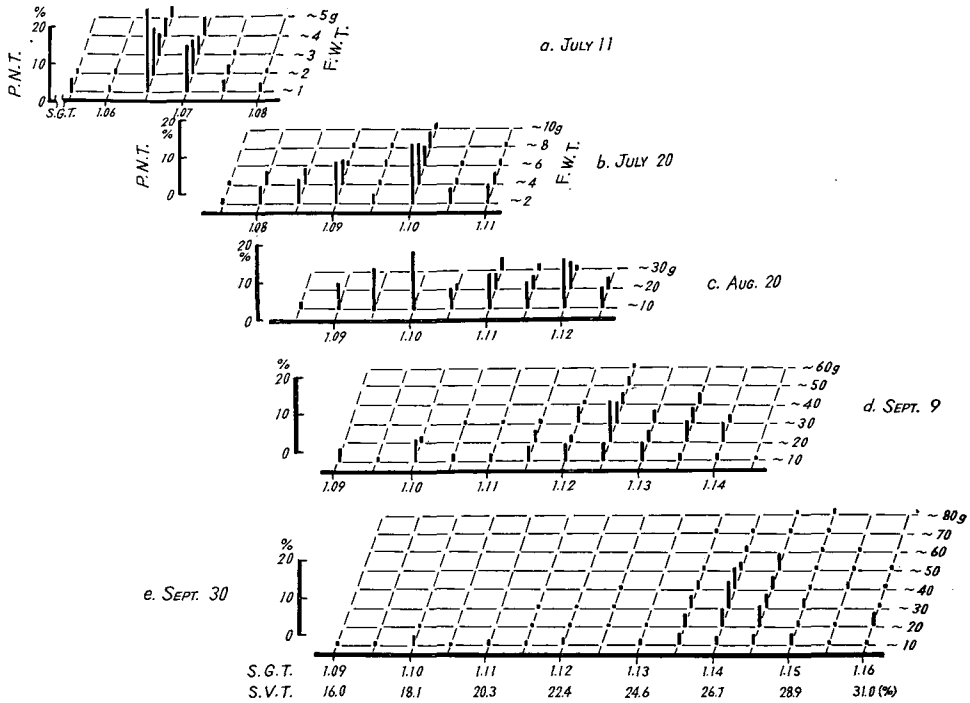 20
%
10
0
P.N.T.
~5g
~4
~3
~2
~1
F.W.T.
a. JULY 11
S.G.T. 1.06 1.07 1.08
20
%
10
0
P.N.T.
~10g
~8
~6
~4
~2
F.W.T.
b. JULY 20
1.08 1.09 1.10 1.11
20
%
10
0
~30g
~20
~10
c. AUG. 20
1.09 1.10 1.11 1.12
%
20
10
0
~60g
~50
~40
~30
~20
~10
d. SEPT. 9
1.09 1.10 1.11 1.12 1.13 1.14
%
20
10
0
~80g
~70
~60
~50
~40
~30
~20
~10
e. SEPT. 30
S.G.T. 1.09 1.10 1.11 1.12 1.13 1.14 1.15 1.16
S.V.T. 16.0 18.1 20.3 22.4 24.6 26.7 28.9 31.0 (%)